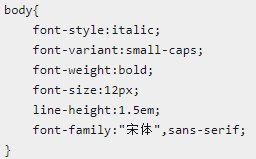 body{
    font-style:italic;
    font-variant:small-caps;
    font-weight:bold;
    font-size:12px;
    line-height:1.5em;
    font-family:"宋体",sans-serif;
}